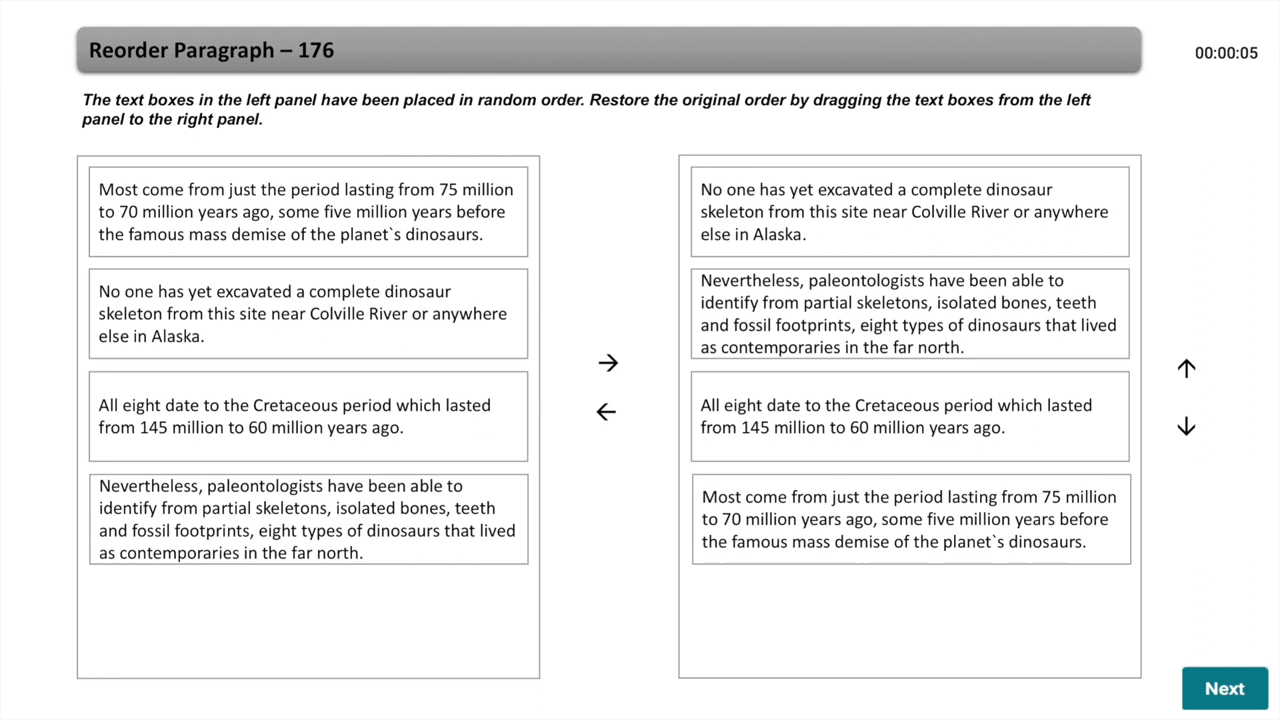 Reorder Paragraph – 176
00:00:05
The text boxes in the left panel have been placed in random order. Restore the original order by dragging the text boxes from the left
panel to the right panel.
Most come from just the period lasting from 75 million
to 70 million years ago, some five million years before
the famous mass demise of the planet`s dinosaurs.
No one has yet excavated a complete dinosaur
skeleton from this site near Colville River or anywhere
else in Alaska.
All eight date to the Cretaceous period which lasted
from 145 million to 60 million years ago.
Nevertheless, paleontologists have been able to
identify from partial skeletons, isolated bones, teeth
and fossil footprints, eight types of dinosaurs that lived
as contemporaries in the far north.
No one has yet excavated a complete dinosaur
skeleton from this site near Colville River or anywhere
else in Alaska.
Nevertheless, paleontologists have been able to
identify from partial skeletons, isolated bones, teeth
and fossil footprints, eight types of dinosaurs that lived
as contemporaries in the far north.
All eight date to the Cretaceous period which lasted
from 145 million to 60 million years ago.
Most come from just the period lasting from 75 million
to 70 million years ago, some five million years before
the famous mass demise of the planet`s dinosaurs.
Next